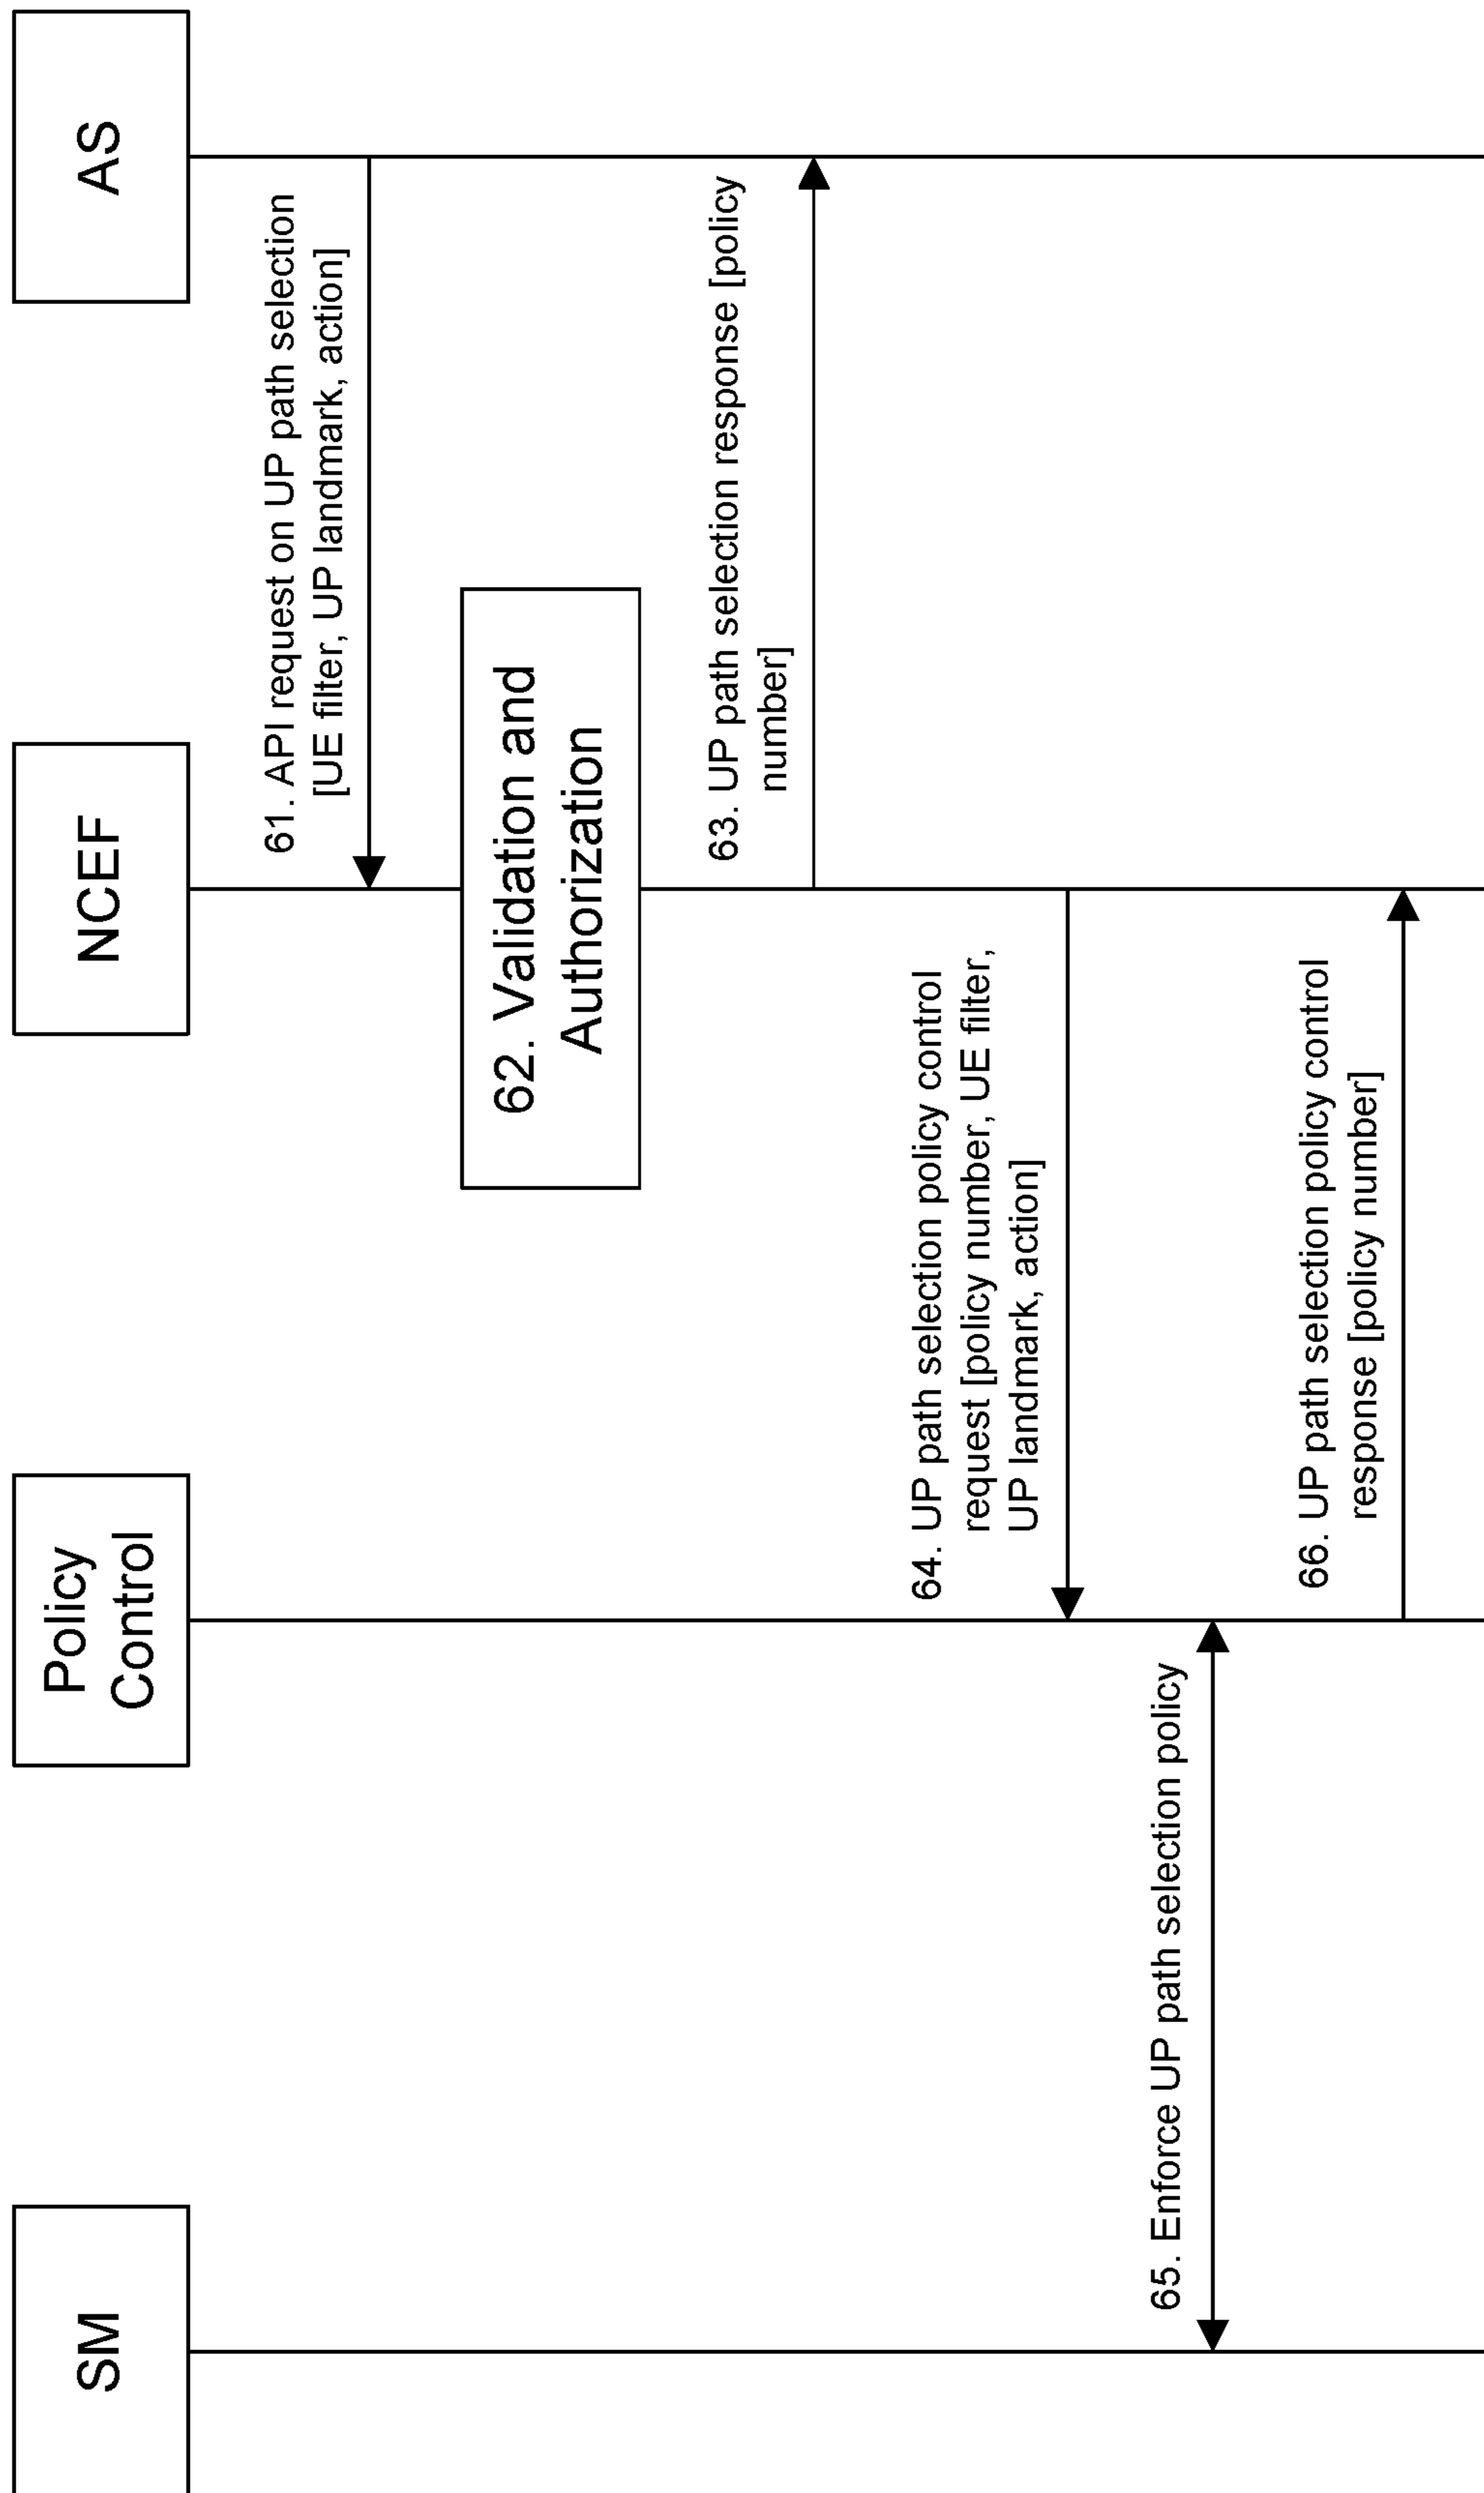 SM
Policy
Control
NCEF
AS
61. API request on UP path selection
[UE filter, UP landmark, action]
62. Validation and
Authorization
63. UP path selection response [policy
number]
64. UP path selection policy control
request [policy number, UE filter,
UP landmark, action]
65. Enforce UP path selection policy
66. UP path selection policy control
response [policy number]